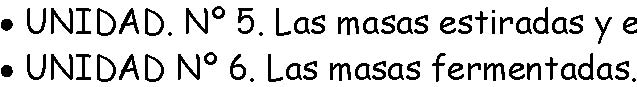 • UNIDAD. Nº 5. Las masas estiradas y e
• UNIDAD Nº 6. Las masas fermentadas.